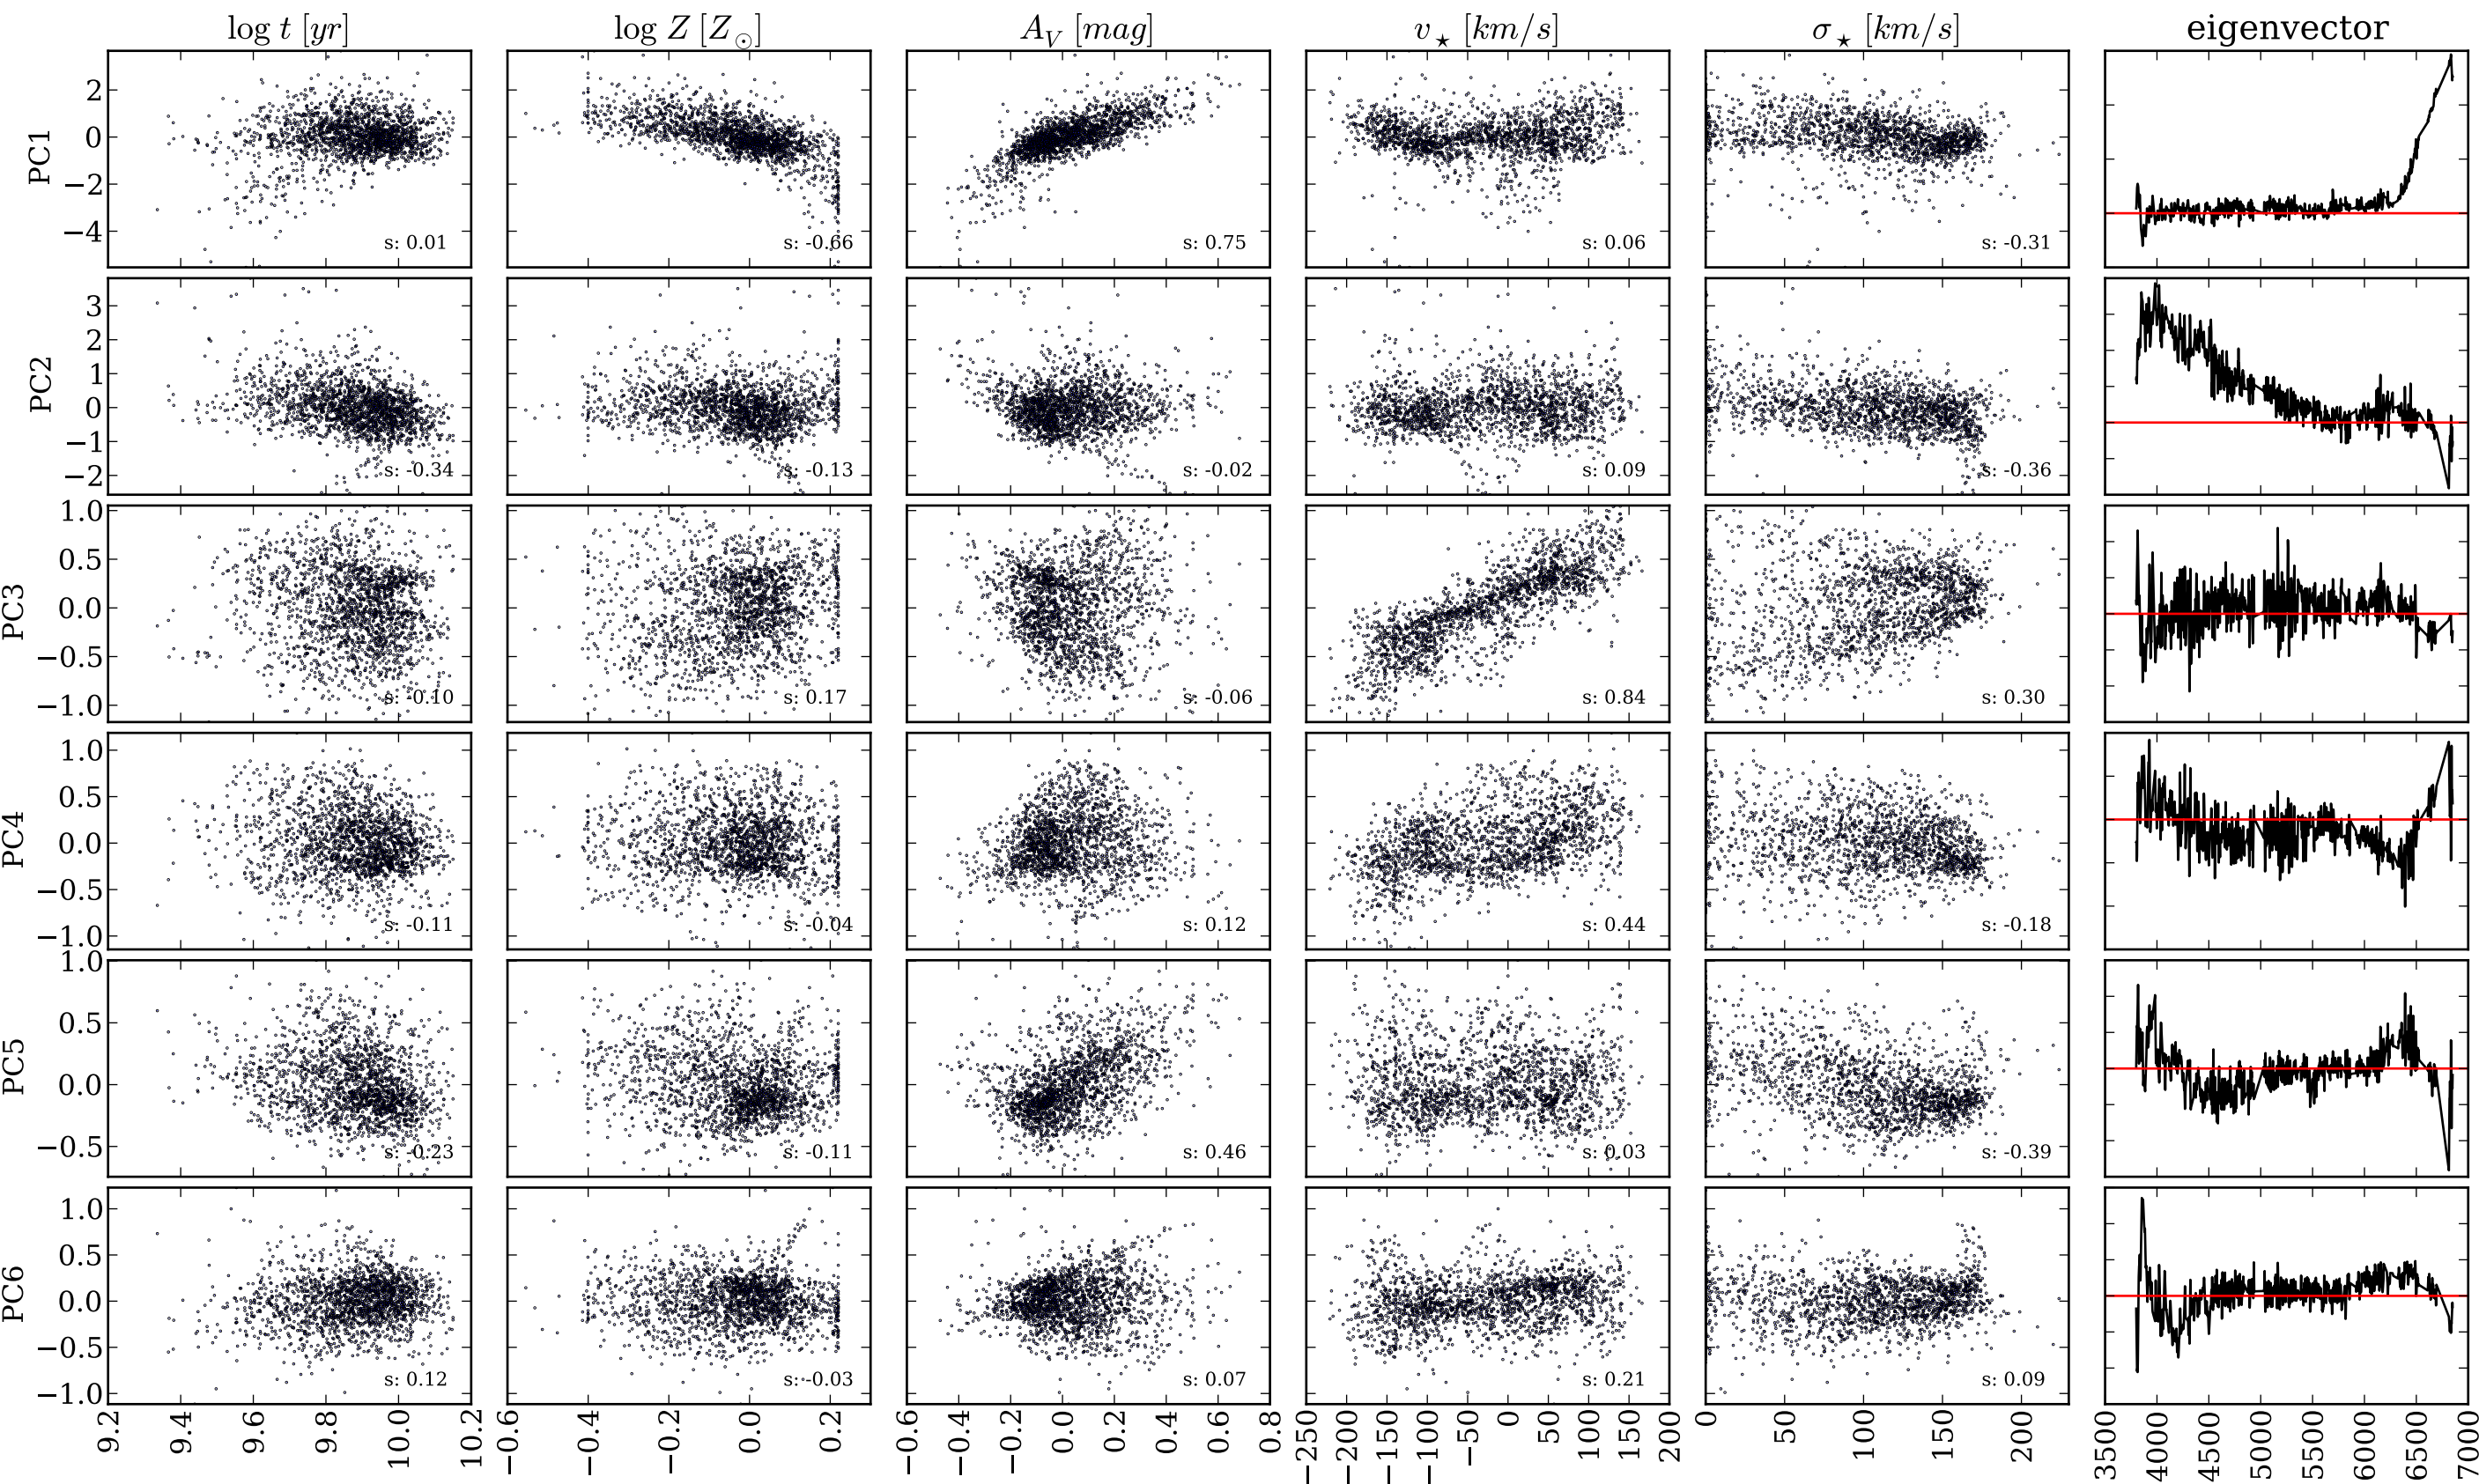 log t [yr] log Z [Z⊙] A_V [mag] v⋆ [km/s] σ⋆ [km/s] eigenvector
PC1 2 0 −2 −4 s: 0.01 s: -0.66 s: 0.75 s: 0.06 s: -0.31
PC2 3 2 1 0 −1 −2 s: -0.34 s: -0.13 s: -0.02 s: 0.09 s: -0.36
PC3 1.0 0.5 0.0 −0.5 −1.0 s: -0.10 s: 0.17 s: -0.06 s: 0.84 s: 0.30
PC4 1.0 0.5 0.0 −0.5 −1.0 s: -0.11 s: -0.04 s: 0.12 s: 0.44 s: -0.18
PC5 1.0 0.5 0.0 −0.5 s: -0.23 s: -0.11 s: 0.46 s: 0.03 s: -0.39
PC6 1.0 0.5 0.0 −0.5 −1.0 s: 0.12 s: -0.03 s: 0.07 s: 0.21 s: 0.09
9.2 9.4 9.6 9.8 10.0 10.2 −0.6 −0.4 −0.2 0.0 0.2 −0.6 −0.4 −0.2 0.0 0.2 0.4 0.6 0.8 −250 −200 −150 −100 −50 0 50 100 150 200 0 50 100 150 200 3500 4000 4500 5000 5500 6000 6500 7000